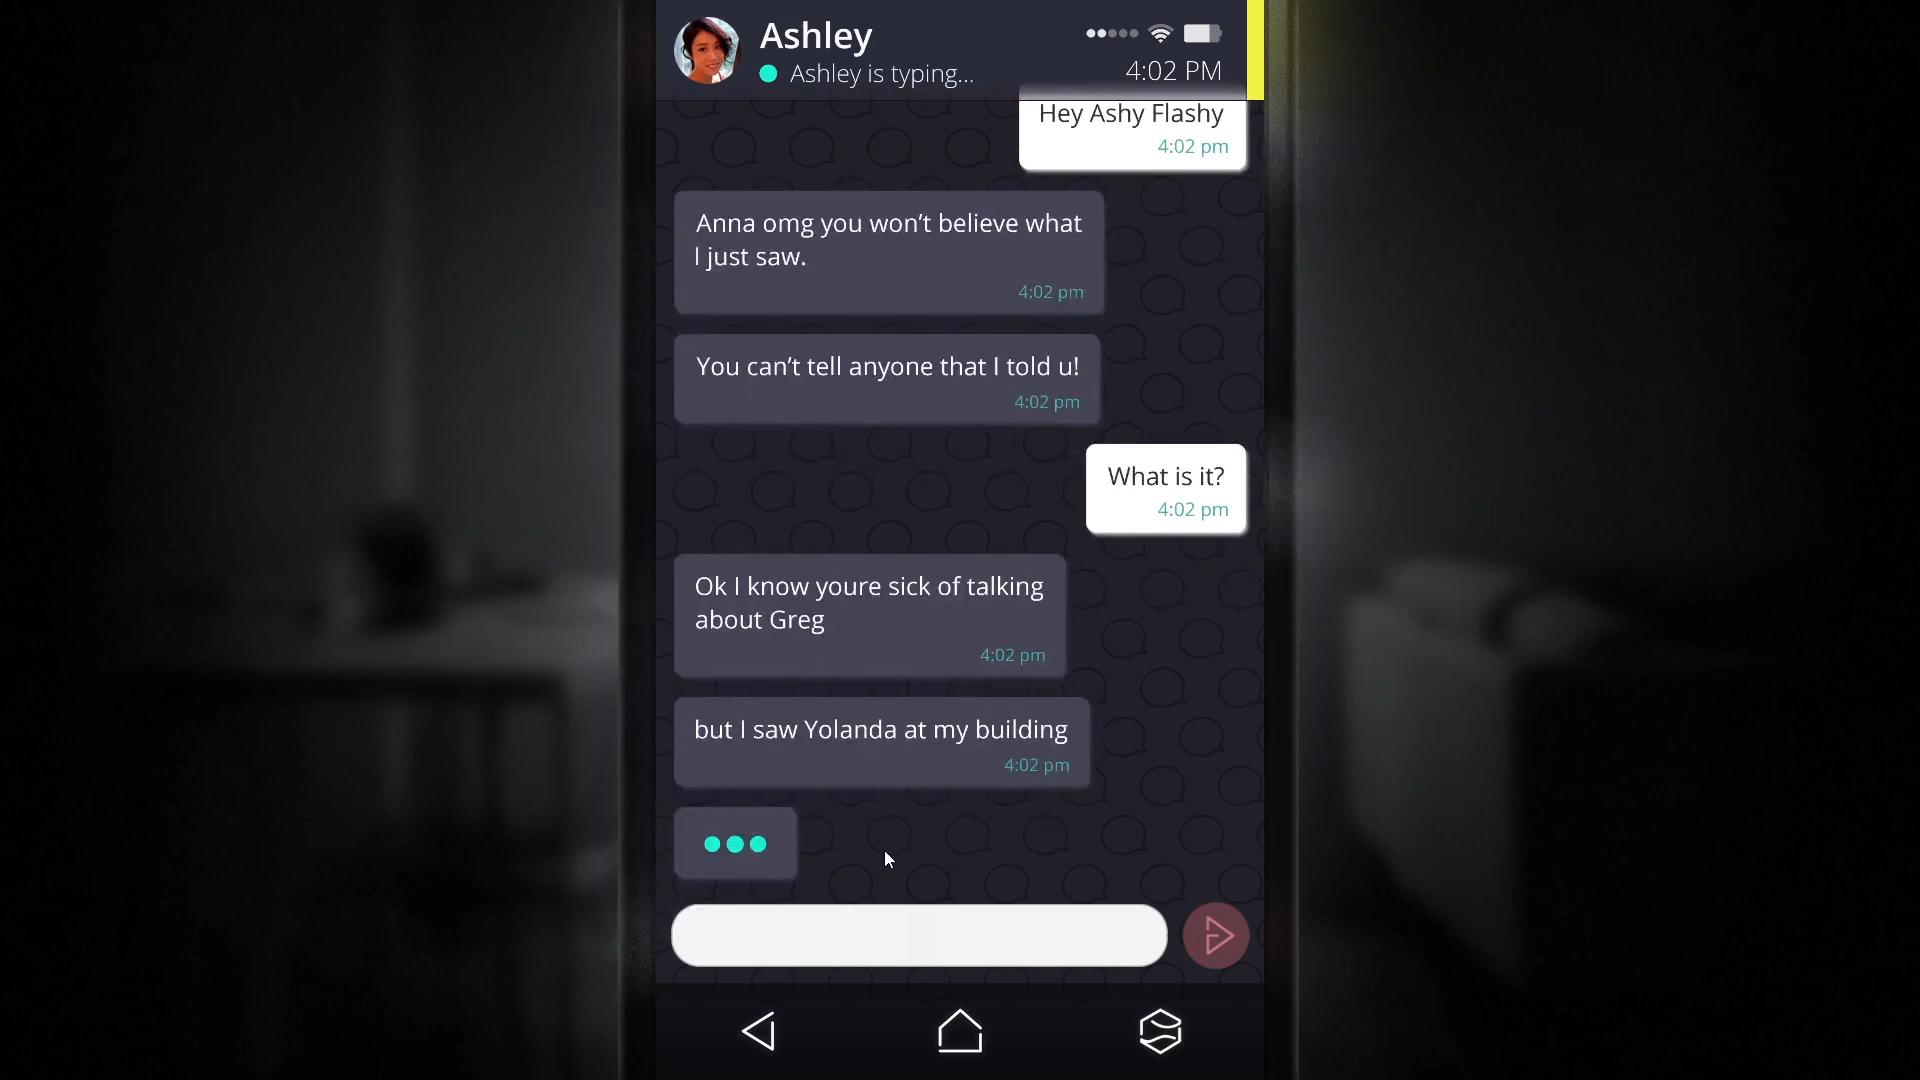 Ashley
Ashley is typing...
4:02 PM
Hey Ashy Flashy
4:02 pm
Anna omg you won't believe what
I just saw.
4:02 pm
You can't tell anyone that I told u!
4:02 pm
What is it?
4:02 pm
Ok I know youre sick of talking
about Greg
4:02 pm
but I saw Yolanda at my building
4:02 pm